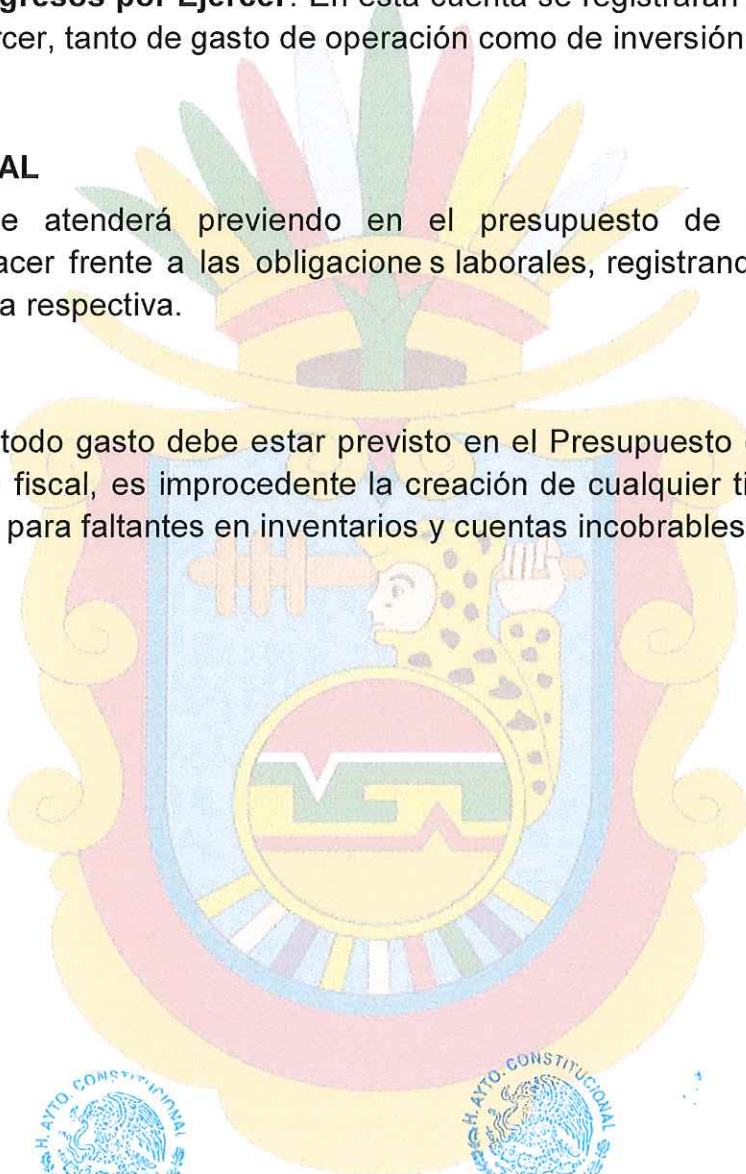 gresos por Ejercer. En esta cuenta se registrarán
rcer, tanto de gasto de operación como de inversión
AL
e atenderá previendo en el presupuesto de
acer frente a las obligacione s laborales, registrand
a respectiva.
todo gasto debe estar previsto en el Presupuesto
fiscal, es improcedente la creación de cualquier ti
para faltantes en inventarios y cuentas incobrables
H. AYTO. CONSTITUCIONAL
H. AYTO. CONSTITUCIONAL